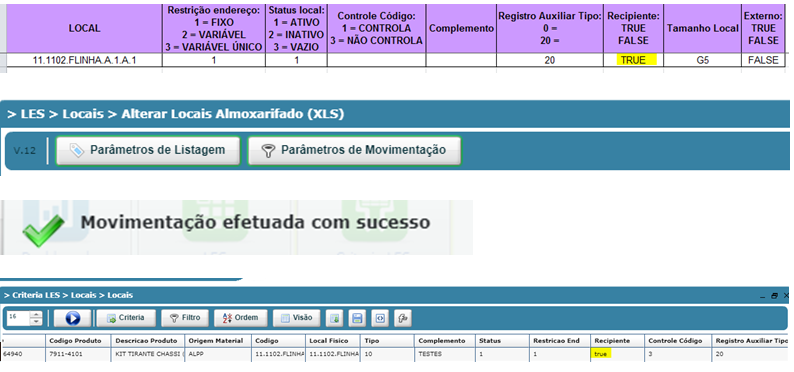 LOCAL
Restrição endereço:
1 = FIXO
2 = VARIÁVEL
3 = VARIÁVEL ÚNICO
Status local:
1 = ATIVO
2 = INATIVO
3 = VAZIO
Controle Código:
1 = CONTROLA
3 = NÃO CONTROLA
Complemento
Registro Auxiliar Tipo:
0 =
20 =
Recipiente:
TRUE
FALSE
Tamanho Local
Externo:
TRUE
FALSE
11.1102.FLINHA.A.1.A.1 1 1 20 TRUE G5 FALSE
> LES > Locais > Alterar Locais Almoxarifado (XLS)
V.12 Parâmetros de Listagem Parâmetros de Movimentação
Movimentação efetuada com sucesso
> Criteria LES > Locais > Locais
16 Criteria Filtro Ordem Visão
Codigo Produto Descricao Produto Origem Material Codigo Local Fisico Tipo Complemento Status Restricao End Recipiente Controle Código Registro Auxiliar Tipo
64940 7911-4101 KIT TIRANTE CHASSI ( ALPP 11.1102.FLINHA 11.1102.FLINHA 10 TESTES 1 1 true 3 20